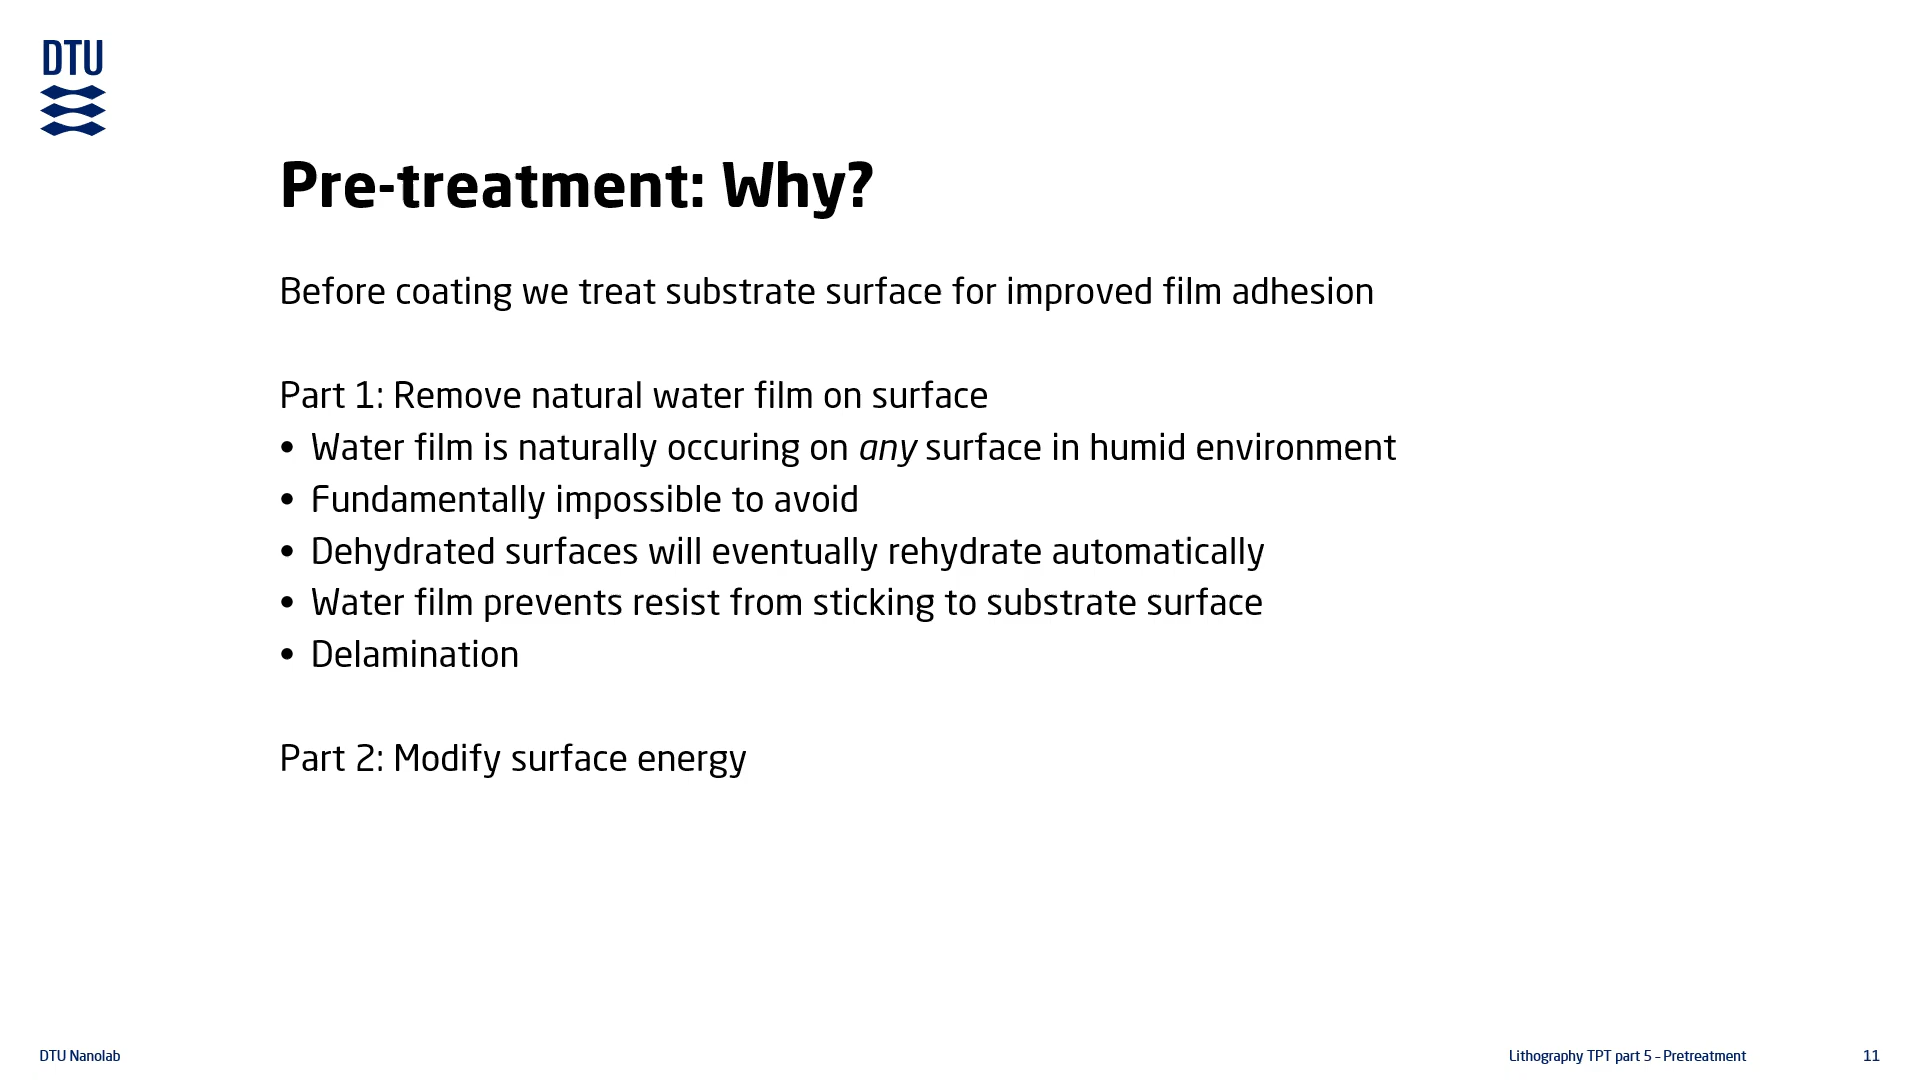 DTU
Pre-treatment: Why?
Before coating we treat substrate surface for improved film adhesion
Part 1: Remove natural water film on surface
• Water film is naturally occuring on any surface in humid environment
• Fundamentally impossible to avoid
• Dehydrated surfaces will eventually rehydrate automatically
• Water film prevents resist from sticking to substrate surface
• Delamination
Part 2: Modify surface energy
DTU Nanolab
Lithography TPT part 5 – Pretreatment
11